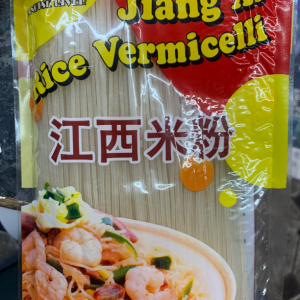 Jiang
Rice Vermicelli
江西米粉